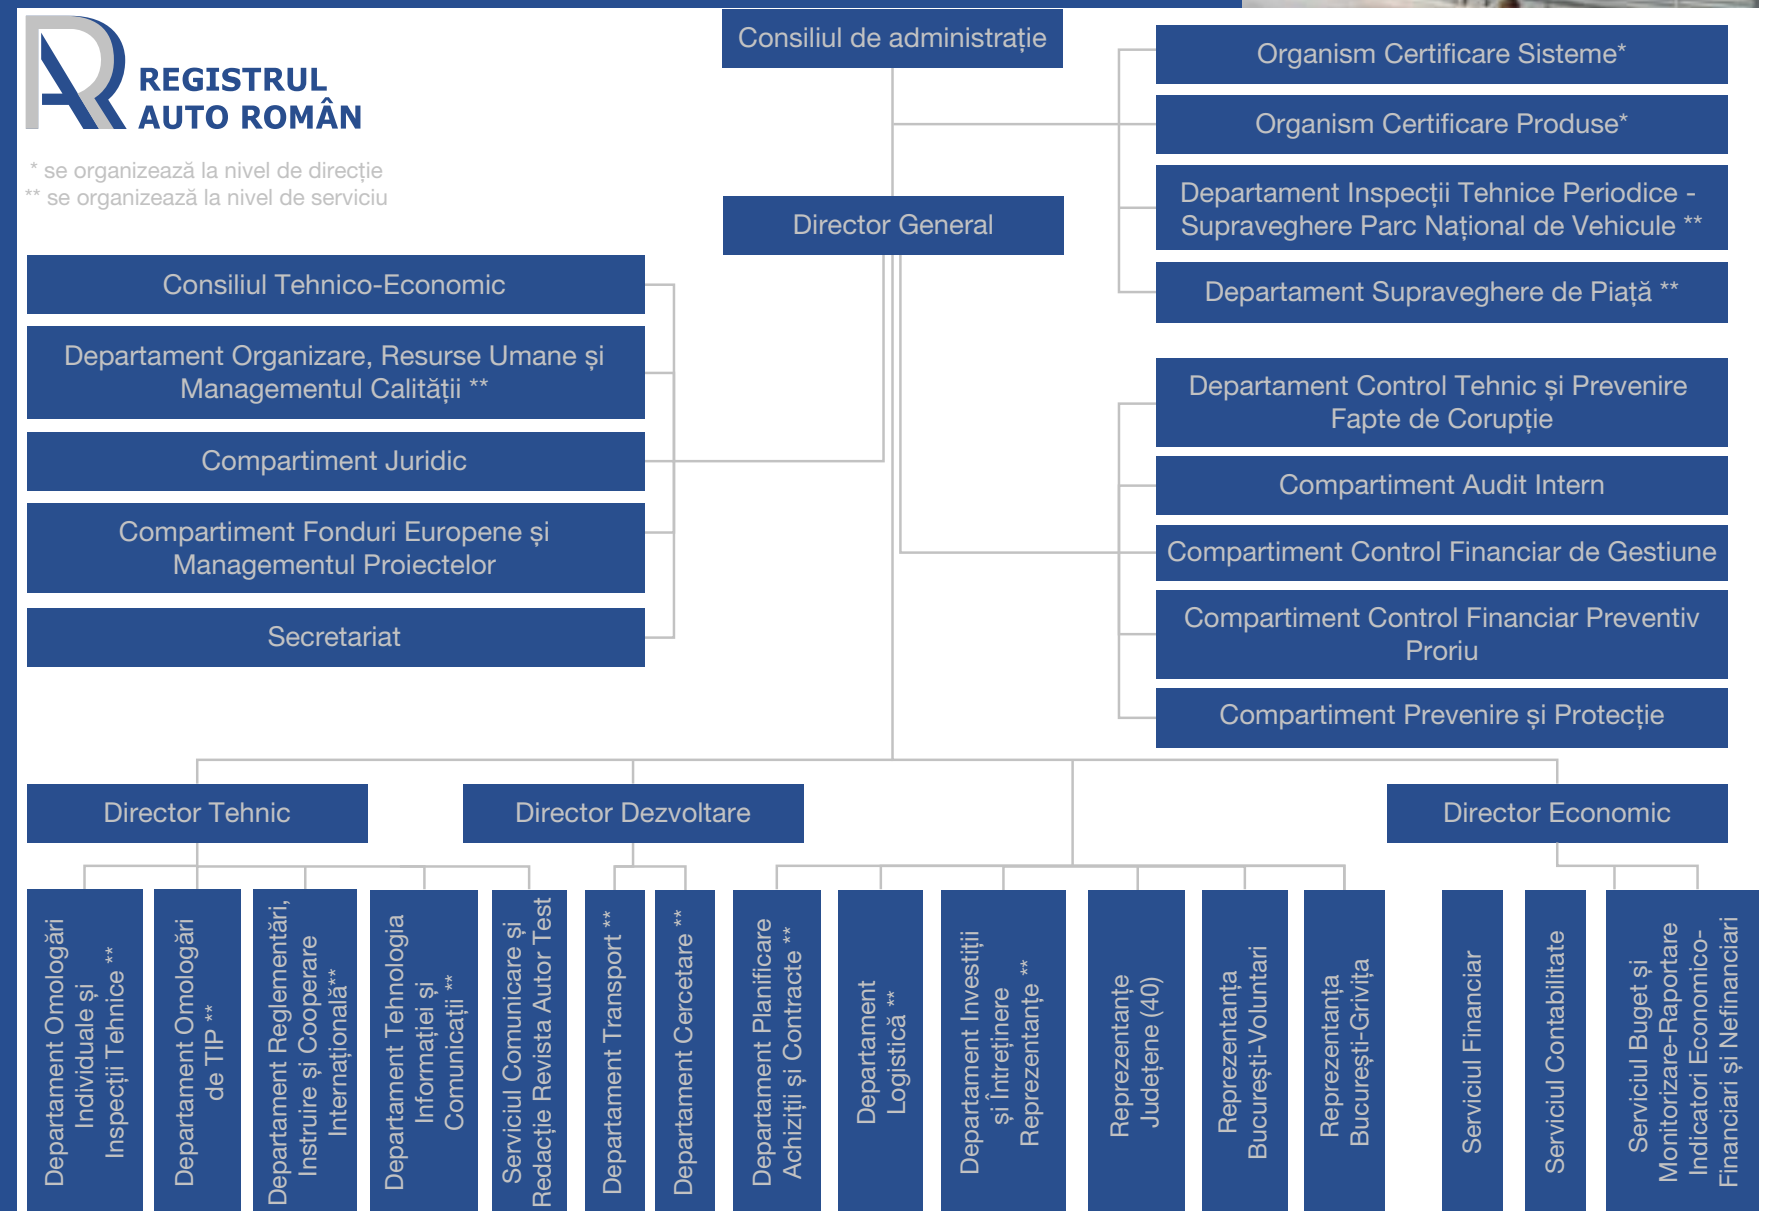 REGISTRUL
AUTO ROMÂN
* se organizează la nivel de direcție
** se organizează la nivel de serviciu
Consiliul de administrație
Organism Certificare Sisteme*
Organism Certificare Produse*
Departament Inspecții Tehnice Periodice -
Supraveghere Parc Național de Vehicule **
Departament Supraveghere de Piață **
Director General
Consiliul Tehnico-Economic
Departament Organizare, Resurse Umane și
Managementul Calității **
Compartiment Juridic
Compartiment Fonduri Europene și
Managementul Proiectelor
Secretariat
Departament Control Tehnic și Prevenire
Fapte de Corupție
Compartiment Audit Intern
Compartiment Control Financiar de Gestiune
Compartiment Control Financiar Preventiv
Proriu
Compartiment Prevenire și Protecție
Director Tehnic
Director Dezvoltare
Director Economic
Departament Omologări
Individuale și
Inspecții Tehnice **
Departament Omologări
de TIP **
Departament Reglementări,
Instruire și Cooperare
Internațională**
Departament Tehnologia
Informației și
Comunicații **
Serviciul Comunicare și
Redacție Revista Autor Test
Departament Transport **
Departament Cercetare **
Departament Planificare
Achiziții și Contracte **
Departament
Logistică **
Departament Investiții
și Întreținere
Reprezentanțe **
Reprezentanțe
Județene (40)
Reprezentanța
București-Voluntari
Reprezentanța
București-Grivița
Serviciul Financiar
Serviciul Contabilitate
Serviciul Buget și
Monitorizare-Raportare
Indicatori Economico-
Financiari și Nefinanciari